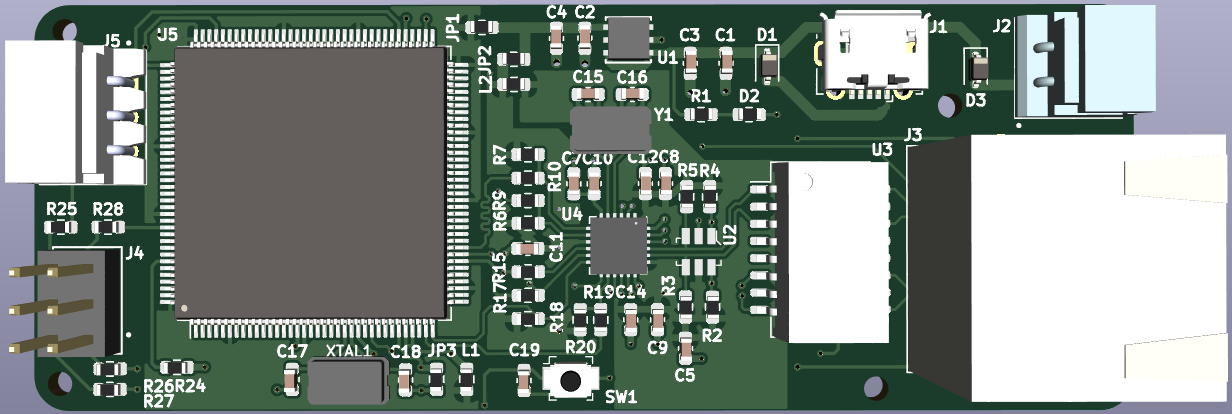 J5
U5
JP1
C4
C2
U1
C3
C1
D1
J1
J2
D3
L2JP2
C15
C16
R1
D2
Y1
J3
U3
R7
R10
C7C10
C12C8
R5R4
R6R9
U4
U2
C11
R25
R28
J4
R17R15
R18
R19C14
R3
R2
C9
C5
R20
SW1
C17
XTAL1
C18
JP3
L1
C19
R26R24
R27